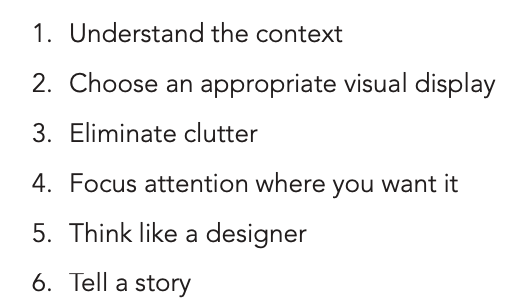 1. Understand the context
2. Choose an appropriate visual display
3. Eliminate clutter
4. Focus attention where you want it
5. Think like a designer
6. Tell a story